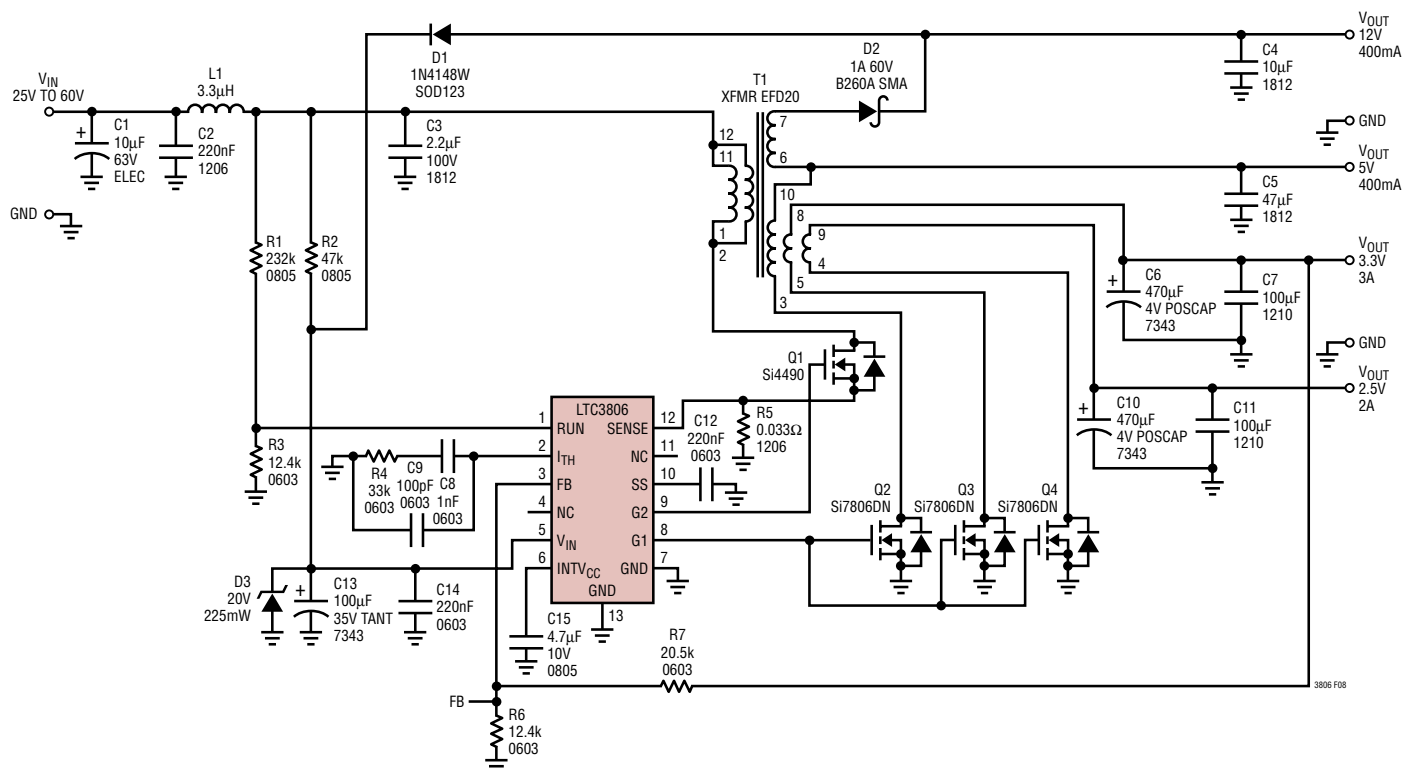 VOUT
12V
400mA
D1
1N4148W
SOD123
D2
1A 60V
B260A SMA
C4
10µF
1812
VIN
25V TO 60V
L1
3.3µH
T1
XFMR EFD20
C1
10µF
63V
ELEC
+
C2
220nF
1206
C3
2.2µF
100V
1812
12
11
7
6
GND
VOUT
5V
400mA
C5
47µF
1812
GND
10
8
9
4
5
3
1
2
R1
232k
0805
R2
47k
0805
VOUT
3.3V
3A
+
C6
470µF
4V POSCAP
7343
C7
100µF
1210
GND
VOUT
2.5V
2A
Q1
Si4490
+
C10
470µF
4V POSCAP
7343
C11
100µF
1210
LTC3806
1
RUN
SENSE
12
2
ITH
NC
11
3
FB
SS
10
4
NC
G2
9
5
VIN
G1
8
6
INTVCC
GND
7
GND
13
C12
220nF
0603
R5
0.033Ω
1206
R3
12.4k
0603
R4
33k
0603
C9
100pF
0603
C8
1nF
0603
Q2
Si7806DN
Q3
Si7806DN
Q4
Si7806DN
D3
20V
225mW
+
C13
100µF
35V TANT
7343
C14
220nF
0603
C15
4.7µF
10V
0805
R7
20.5k
0603
FB
R6
12.4k
0603
3806 F08